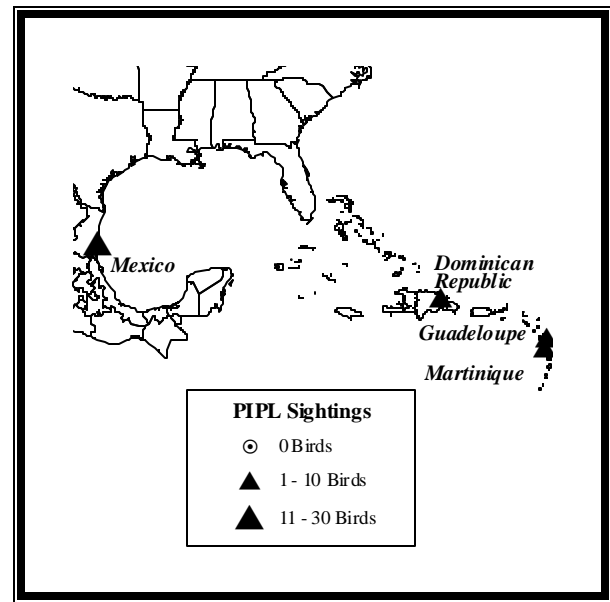 Mexico
Dominican
Republic
Guadeloupe
Martinique
PIPL Sightings
0 Birds
1 - 10 Birds
11 - 30 Birds